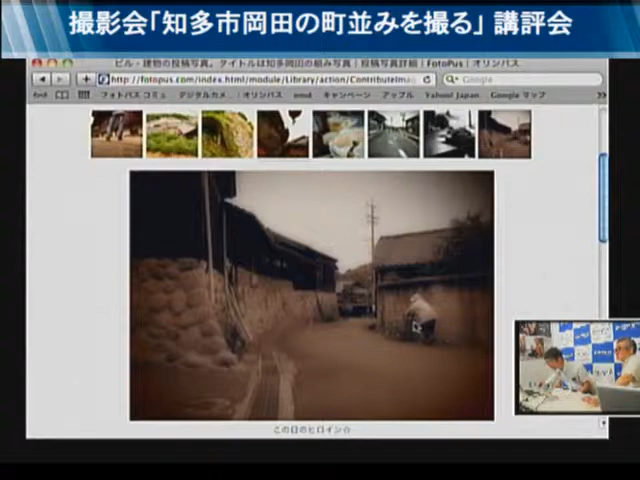 撮影会「知多市岡田の町並みを撮る」 講評会
ビル・建物の投稿写真。タイトルは知多岡田の組み写真 | 投稿写真詳細 | FotoPus | オリンパス
http://fotopus.com/index.html/module/Library/action/ContributeIma
Google
フォトパス コミュ デジタルカメ : オリンパス キャンペーン アップル Yahoo! Japan Google マップ
この日のヒロイン☆